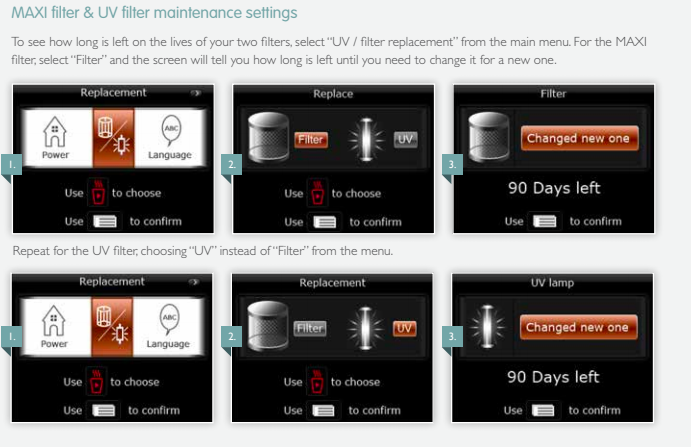 MAXI filter & UV filter maintenance settings
To see how long is left on the lives of your two filters, select “UV / filter replacement” from the main menu. For the MAXI
filter, select “Filter” and the screen will tell you how long is left until you need to change it for a new one.
Replacement
Power
ABC
Language
1.
Use to choose
Use to confirm
Replace
Filter
UV
2.
Use to choose
Use to confirm
Filter
Changed new one
3.
90 Days left
Use to confirm
Repeat for the UV filter, choosing “UV” instead of “Filter” from the menu.
Replacement
Power
ABC
Language
1.
Use to choose
Use to confirm
Replacement
Filter
UV
2.
Use to choose
Use to confirm
UV lamp
Changed new one
3.
90 Days left
Use to confirm